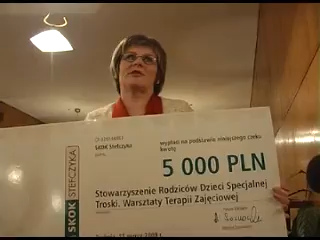 SKOK STEFCZYKA
SKOK Stefczyka
wypłaci na podstawie niniejszego czeku
kwotę
5 000 PLN
Stowarzyszenie Rodziców Dzieci Specjalnej
Troski. Warsztaty Terapii Zajęciowej